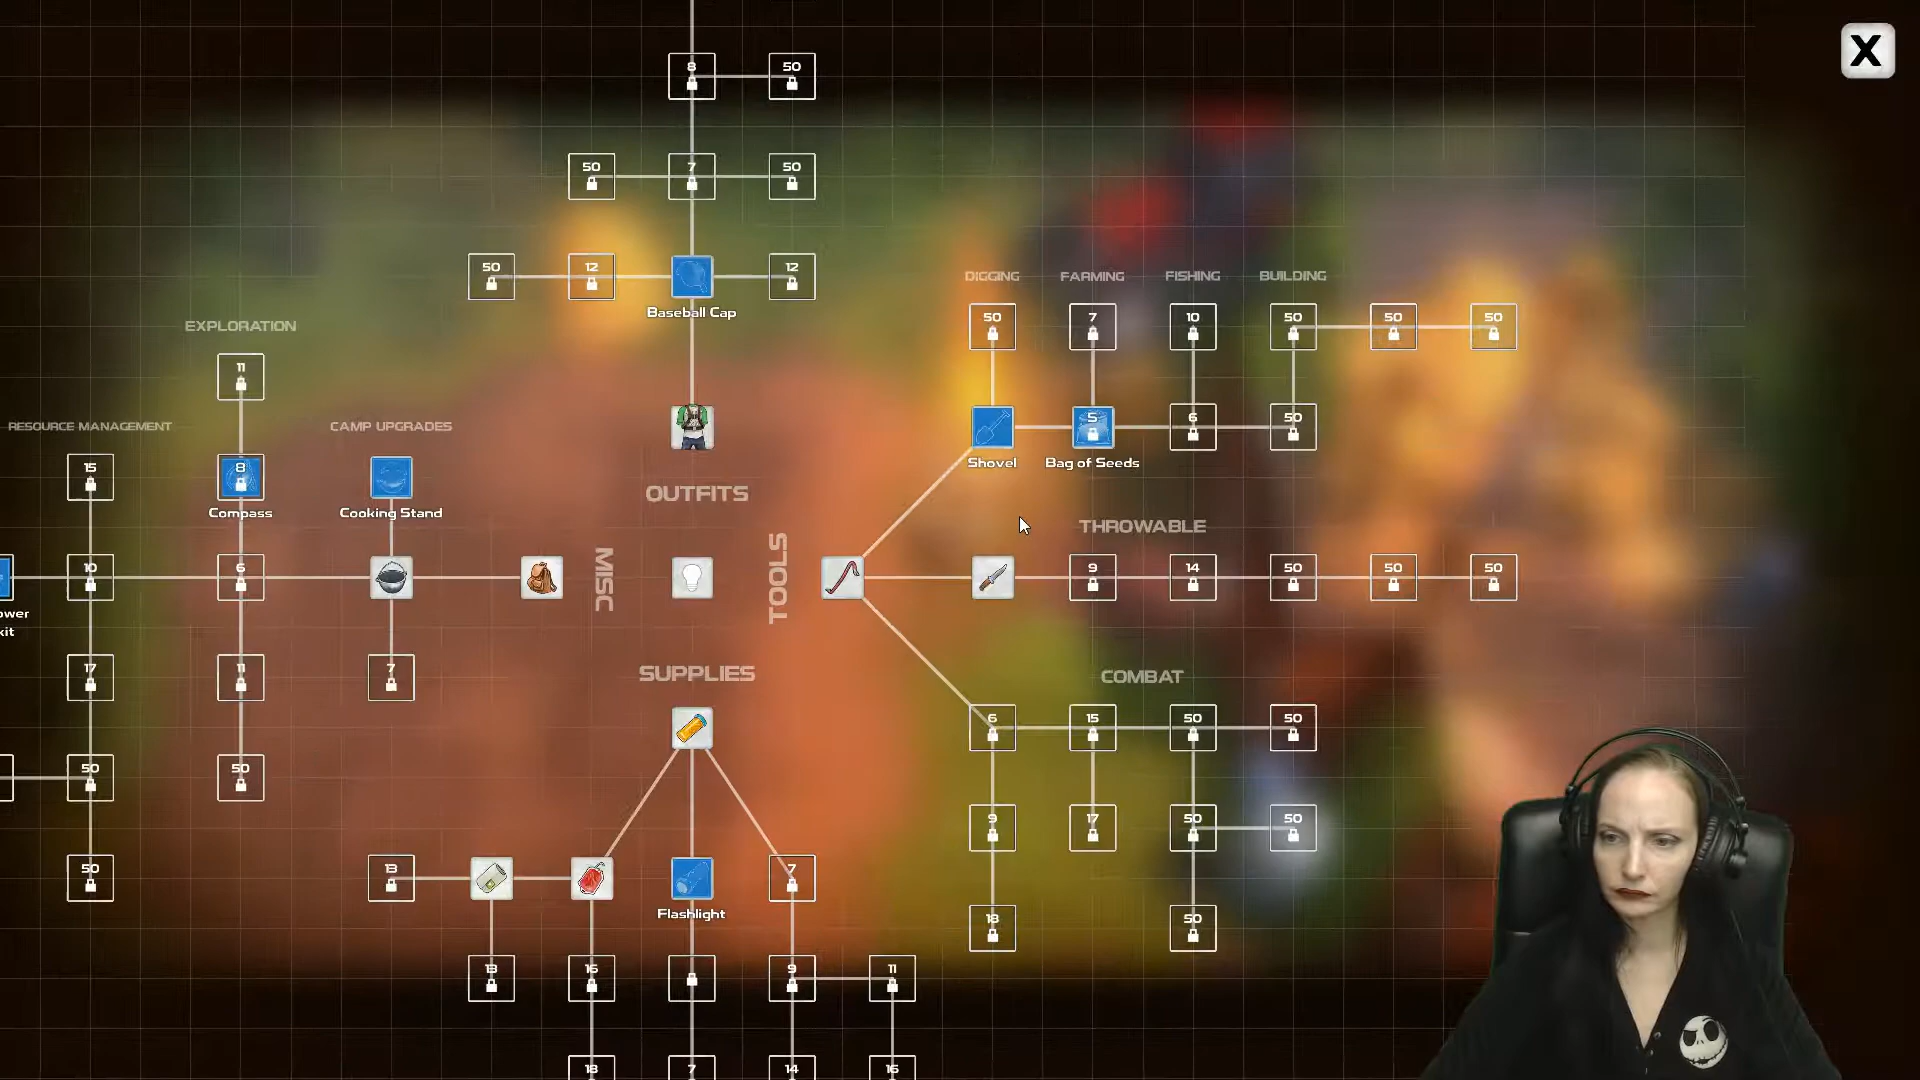 X
8 50
50 7 50
50 12 12
Baseball Cap
DIGGING FARMING FISHING BUILDING
50 7 10 50 50 50
EXPLORATION
11
RESOURCE MANAGEMENT CAMP UPGRADES
5 6 50
Shovel Bag of Seeds
15 8
Compass Cooking Stand
OUTFITS
MISC
TOOLS
THROWABLE
10 6 9 14 50 50 50
ower
kit
17 11 7
SUPPLIES
COMBAT
6 15 50 50
50 50
9 17 50 50
50 13 7
Flashlight
18 50
13 16 9 11
18 7 14 16